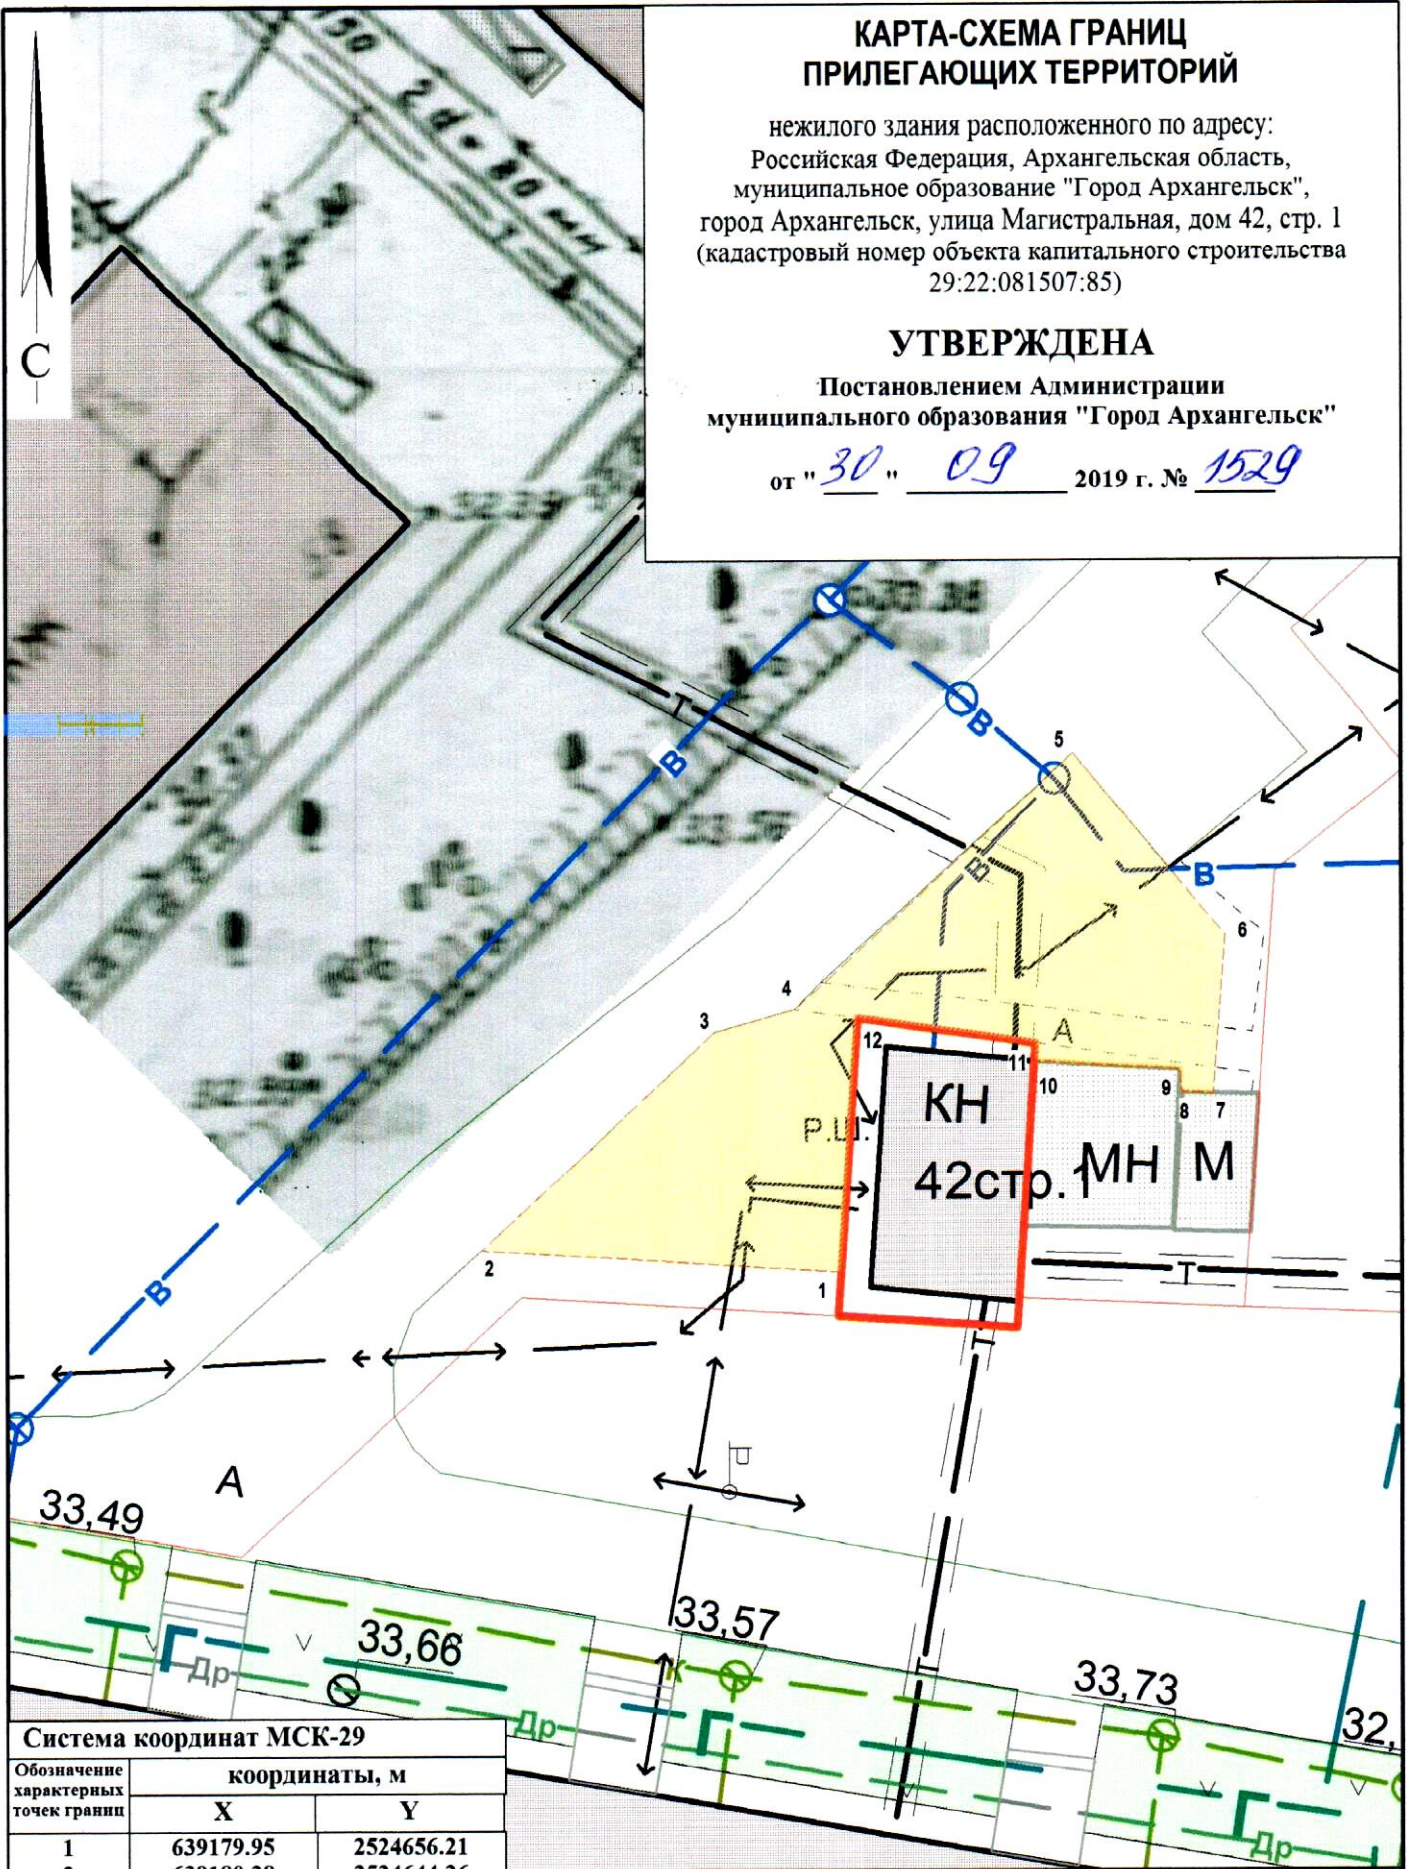 КАРТА-СХЕМА ГРАНИЦ
ПРИЛЕГАЮЩИХ ТЕРРИТОРИЙ
нежилого здания расположенного по адресу:
Российская Федерация, Архангельская область,
муниципальное образование "Город Архангельск",
город Архангельск, улица Магистральная, дом 42, стр. 1
(кадастровый номер объекта капитального строительства
29:22:081507:85)
УТВЕРЖДЕНА
Постановлением Администрации
муниципального образования "Город Архангельск"
от "30" 09 2019 г. № 1529
С
2d=80 мм
Т
В
В
В
5
В
6
4
3
А
12
11
10
9
8
7
КН
Р.Ш.
42стр.1
МН
М
2
1
Т
В
Т
А
33,49
33,57
33,66
33,73
32,
Г
Др
К
Др
Г
Т
Г
Др
Система координат МСК-29
Обозначение характерных точек границ
координаты, м
X Y
1 639179.95 2524656.21